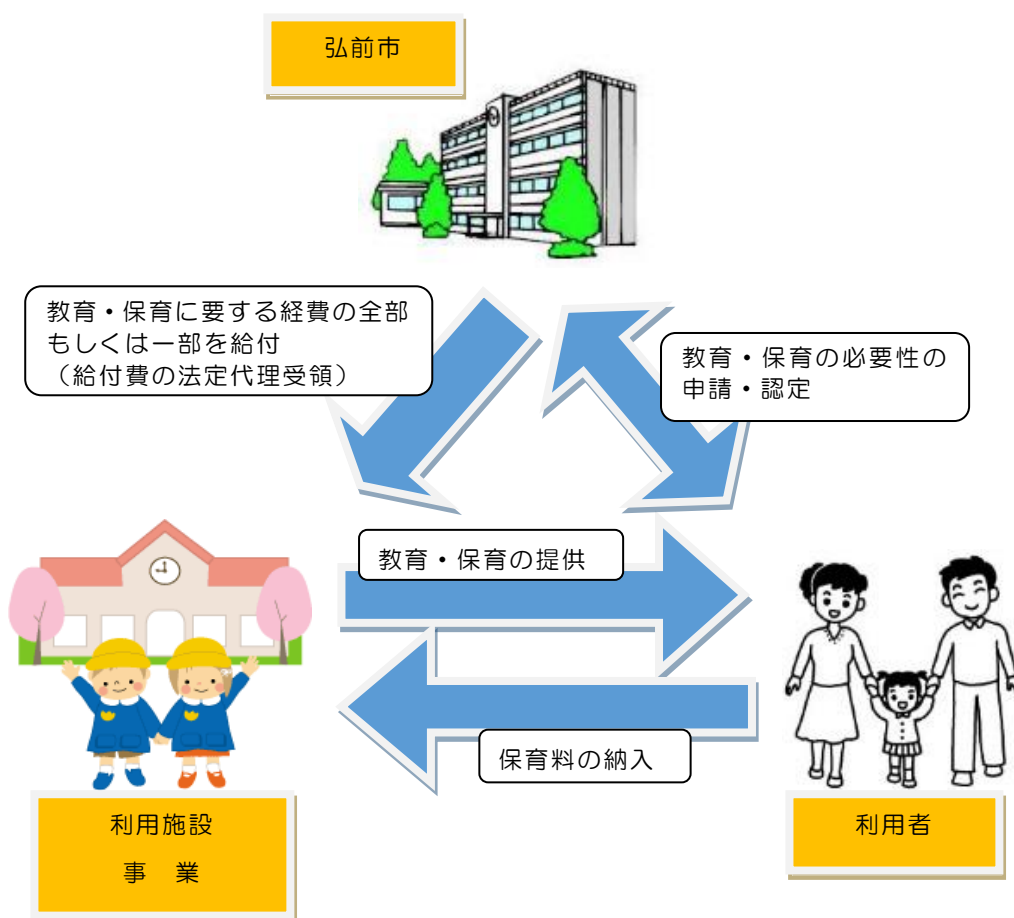 弘前市
教育・保育に要する経費の全部
もしくは一部を給付
（給付費の法定代理受領）
教育・保育の必要性の
申請・認定
教育・保育の提供
保育料の納入
利用施設
事　業
利用者